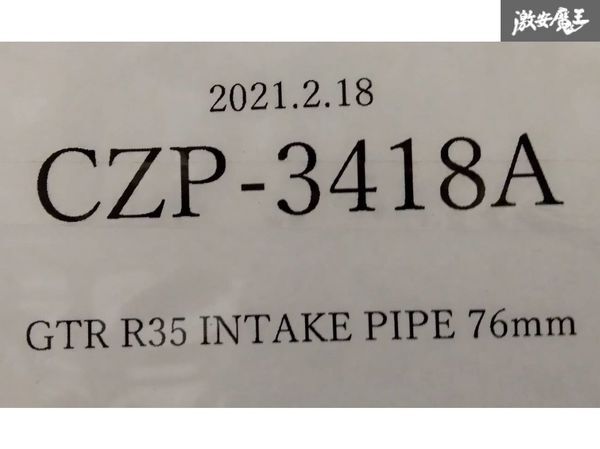 激安魔王
2021.2.18
CZP-3418A
GTR R35 INTAKE PIPE 76mm